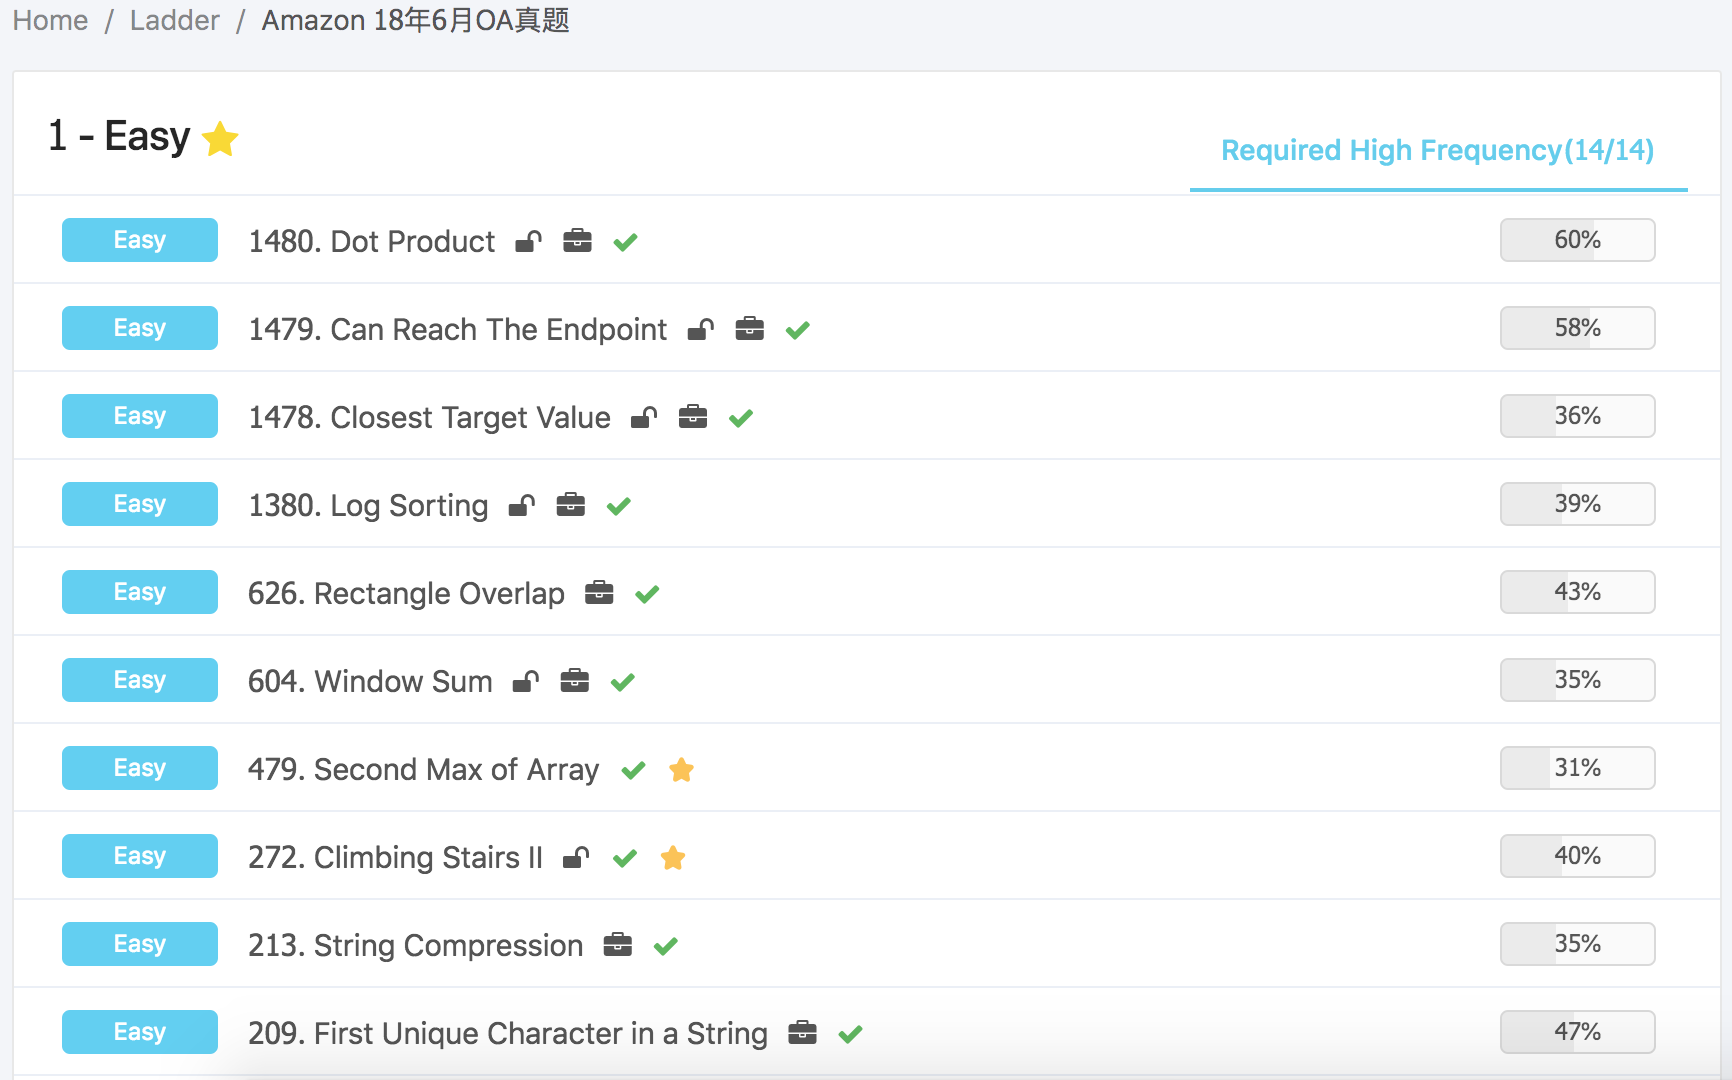 Home / Ladder / Amazon 18年6月OA真题
1 - Easy
Required High Frequency(14/14)
Easy 1480. Dot Product 60%
Easy 1479. Can Reach The Endpoint 58%
Easy 1478. Closest Target Value 36%
Easy 1380. Log Sorting 39%
Easy 626. Rectangle Overlap 43%
Easy 604. Window Sum 35%
Easy 479. Second Max of Array 31%
Easy 272. Climbing Stairs II 40%
Easy 213. String Compression 35%
Easy 209. First Unique Character in a String 47%